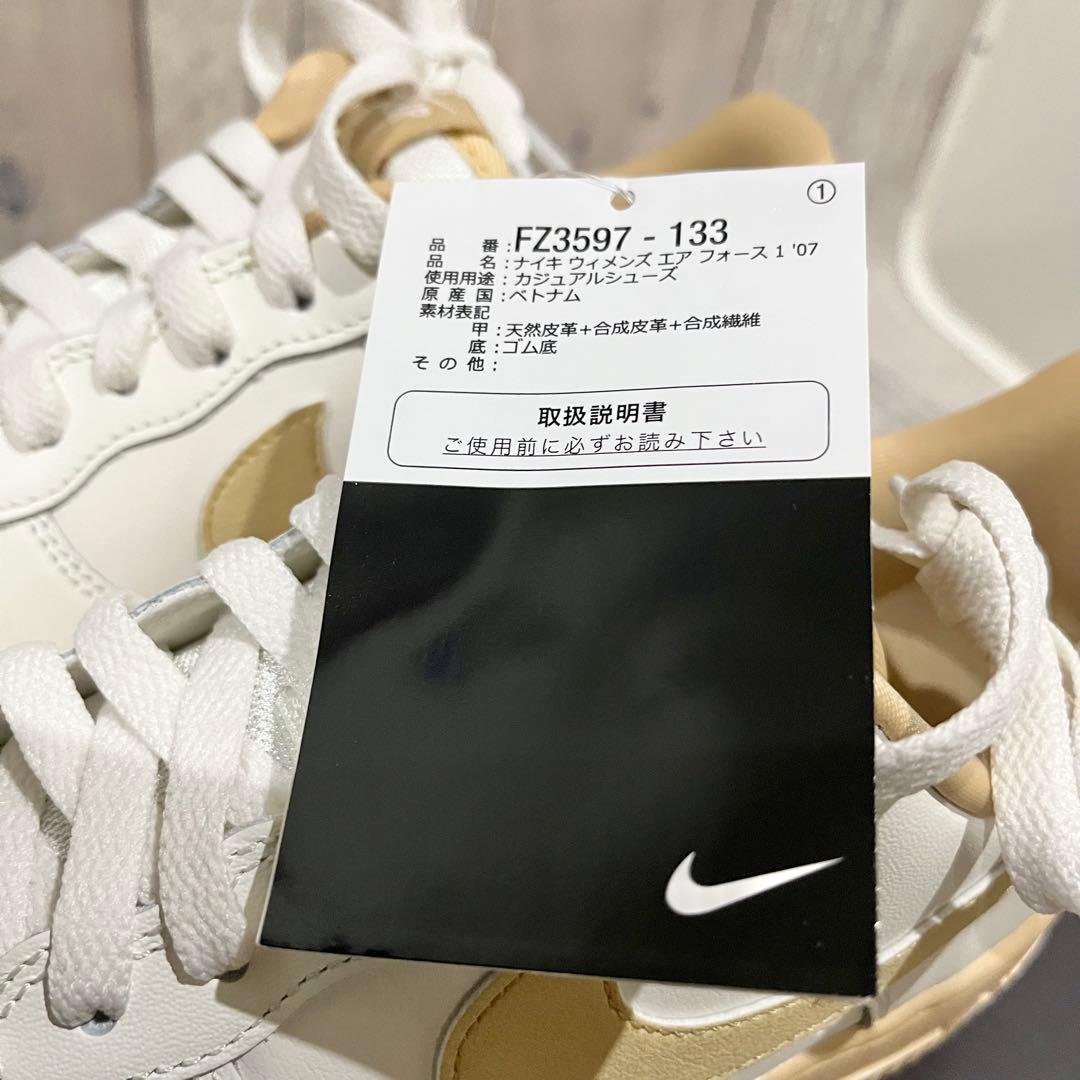 ①
品番：FZ3597 - 133
品名：ナイキ ウィメンズ エア フォース 1 '07
使用用途：カジュアルシューズ
原産国：ベトナム
素材表記
甲：天然皮革+合成皮革+合成繊維
底：ゴム底
その他：
取扱説明書
ご使用前に必ずお読み下さい